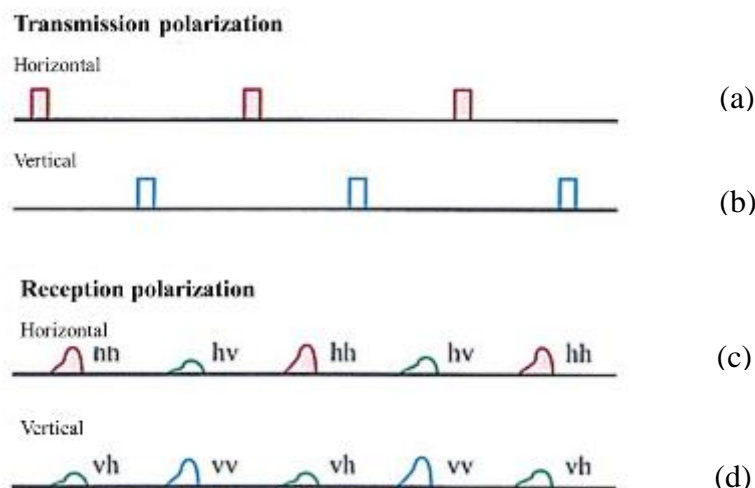 Transmission polarization
Horizontal
(a)
Vertical
(b)
Reception polarization
Horizontal
hh hv hh hv hh (c)
Vertical
vh vv vh vv vh (d)